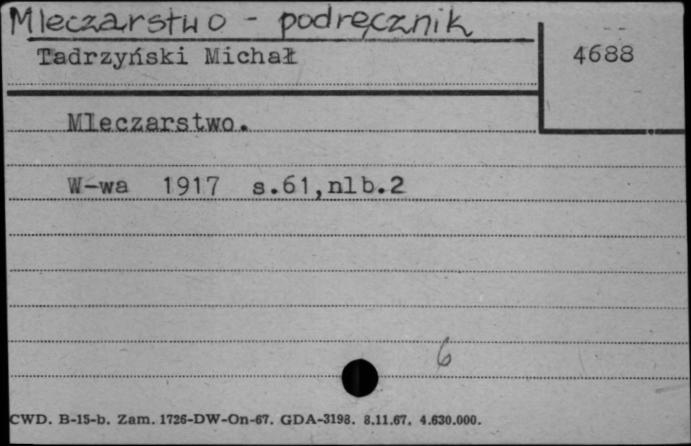 Mleczarstwo - podręcznik
Tadrzyński Michał
4688
Mleczarstwo.
W-wa 1917 s.61,nlb.2
6
CWD. B-15-b. Zam. 1726-DW-On-67. GDA-3198. 8.11.67. 4.630.000.